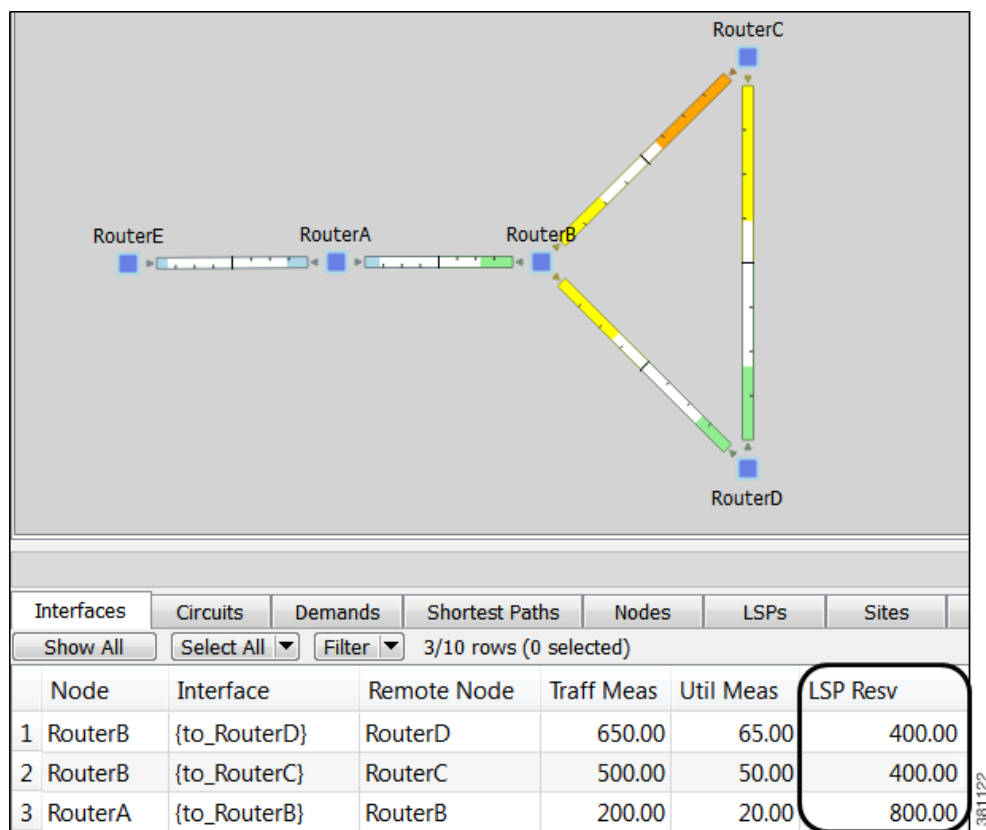 RouterC
RouterE
RouterA
RouterB
RouterD
Interfaces Circuits Demands Shortest Paths Nodes LSPs Sites
Show All Select All Filter 3/10 rows (0 selected)
Node Interface Remote Node Traff Meas Util Meas LSP Resv
1 RouterB {to_RouterD} RouterD 650.00 65.00 400.00
2 RouterB {to_RouterC} RouterC 500.00 50.00 400.00
3 RouterA {to_RouterB} RouterB 200.00 20.00 800.00
381122